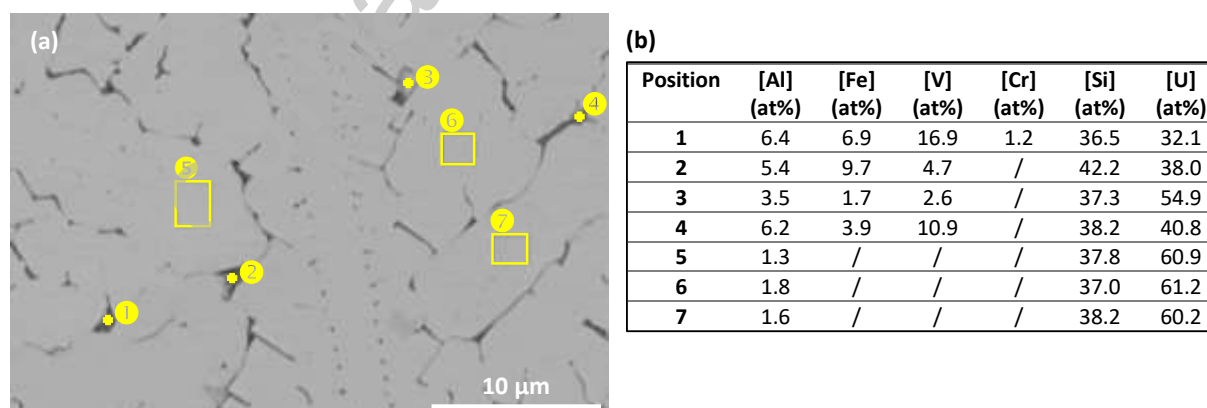 (a)
3
4
6
5
7
2
1
10 µm
(b)
Position [Al] [Fe] [V] [Cr] [Si] [U]
(at%) (at%) (at%) (at%) (at%) (at%)
1 6.4 6.9 16.9 1.2 36.5 32.1
2 5.4 9.7 4.7 / 42.2 38.0
3 3.5 1.7 2.6 / 37.3 54.9
4 6.2 3.9 10.9 / 38.2 40.8
5 1.3 / / / 37.8 60.9
6 1.8 / / / 37.0 61.2
7 1.6 / / / 38.2 60.2